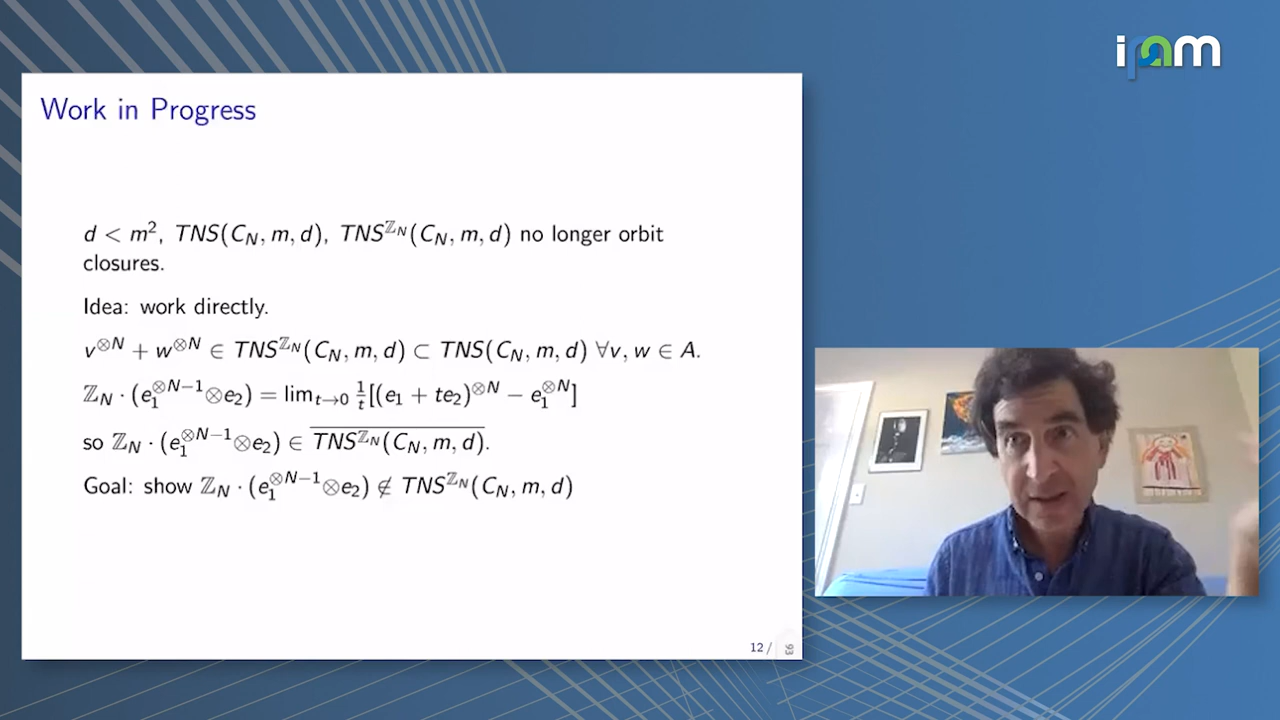 ipam
Work in Progress
d < m², TNS(C_N, m, d), TNS^{ℤ_N}(C_N, m, d) no longer orbit
closures.
Idea: work directly.
v^{⊗N} + w^{⊗N} ∈ TNS^{ℤ_N}(C_N, m, d) ⊂ TNS(C_N, m, d) ∀v, w ∈ A.
ℤ_N · (e_1^{⊗N−1}⊗e_2) = lim_{t→0} \frac{1}{t}[(e_1 + te_2)^{⊗N} − e_1^{⊗N}]
so ℤ_N · (e_1^{⊗N−1}⊗e_2) ∈ \overline{TNS^{ℤ_N}(C_N, m, d)}.
Goal: show ℤ_N · (e_1^{⊗N−1}⊗e_2) ∉ TNS^{ℤ_N}(C_N, m, d)
12 / 93